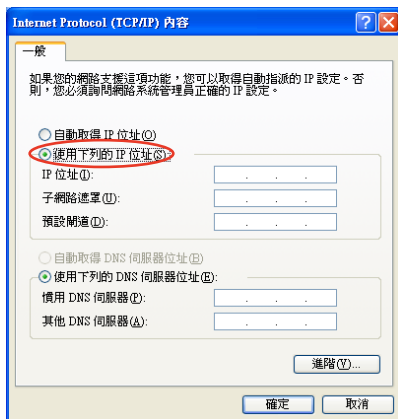 Internet Protocol (TCP/IP) 內容
一般
如果您的網路支援這項功能，您可以取得自動指派的 IP 設定。否
則，您必須詢問網路系統管理員正確的 IP 設定。
自動取得 IP 位址(O)
使用下列的 IP 位址(S):
IP 位址(I):
子網路遮罩(U):
預設閘道(D):
自動取得 DNS 伺服器位址(B)
使用下列的 DNS 伺服器位址(E):
慣用 DNS 伺服器(P):
其他 DNS 伺服器(A):
進階(V)...
確定
取消